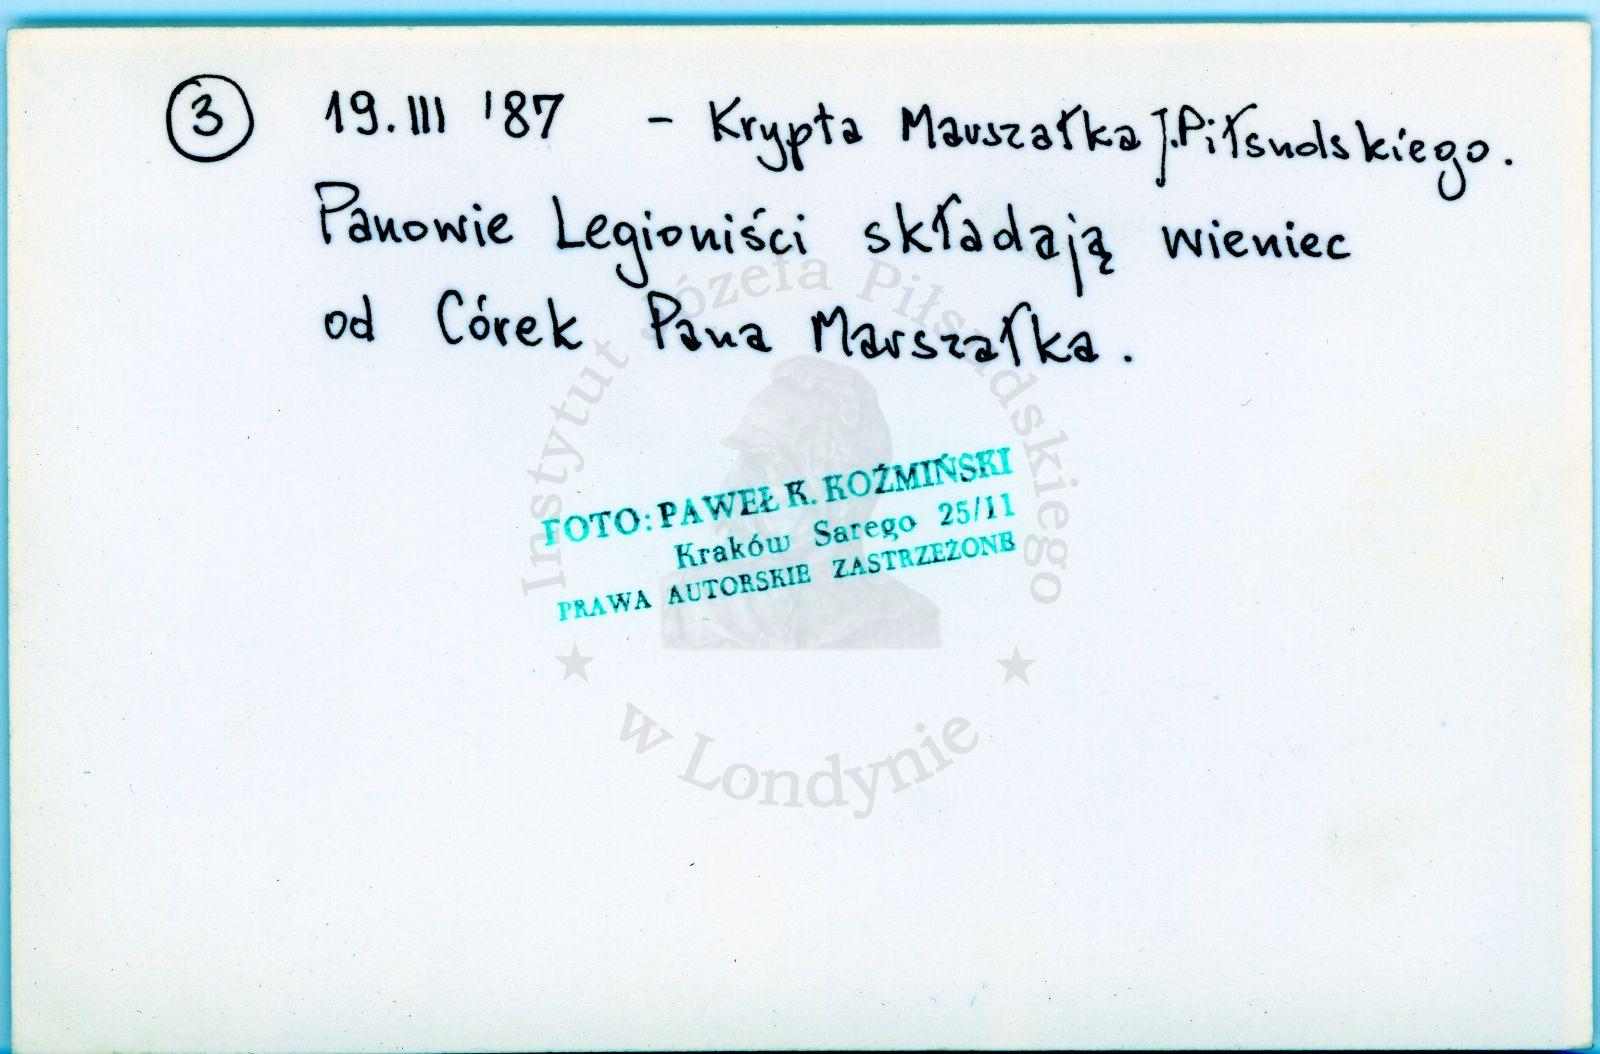 3 19.III '87 - Krypta Marszałka J.Piłsudskiego.
Panowie Legioniści składają wieniec
od Córek Pana Marszałka.
FOTO: PAWEŁ K. KOŹMIŃSKI
Kraków Sarego 25/11
PRAWA AUTORSKIE ZASTRZEŻONE
Instytut Józefa Piłsudskiego
w Londynie